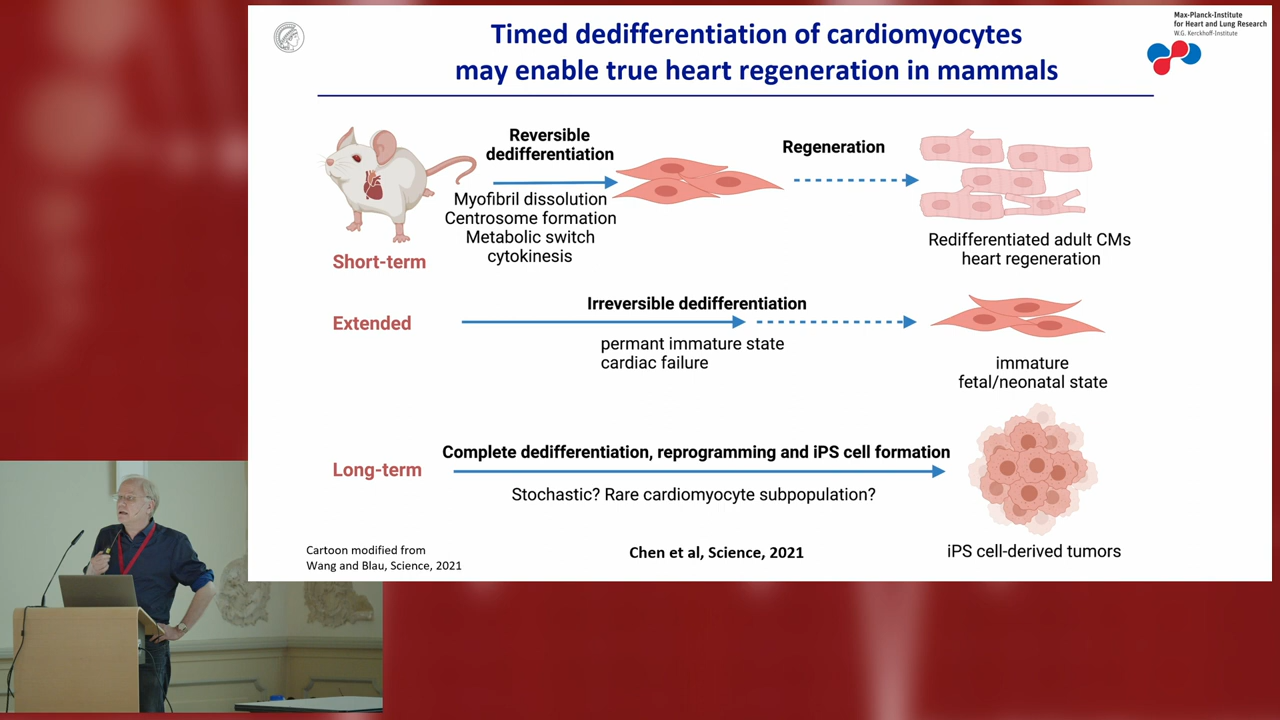 Timed dedifferentiation of cardiomyocytes
may enable true heart regeneration in mammals
Max-Planck-Institute
for Heart and Lung Research
W.G. Kerckhoff-Institute
Reversible
dedifferentiation
Myofibril dissolution
Centrosome formation
Metabolic switch
cytokinesis
Regeneration
Redifferentiated adult CMs
heart regeneration
Short-term
Extended
Irreversible dedifferentiation
permant immature state
cardiac failure
immature
fetal/neonatal state
Long-term
Complete dedifferentiation, reprogramming and iPS cell formation
Stochastic? Rare cardiomyocyte subpopulation?
iPS cell-derived tumors
Cartoon modified from
Wang and Blau, Science, 2021
Chen et al, Science, 2021